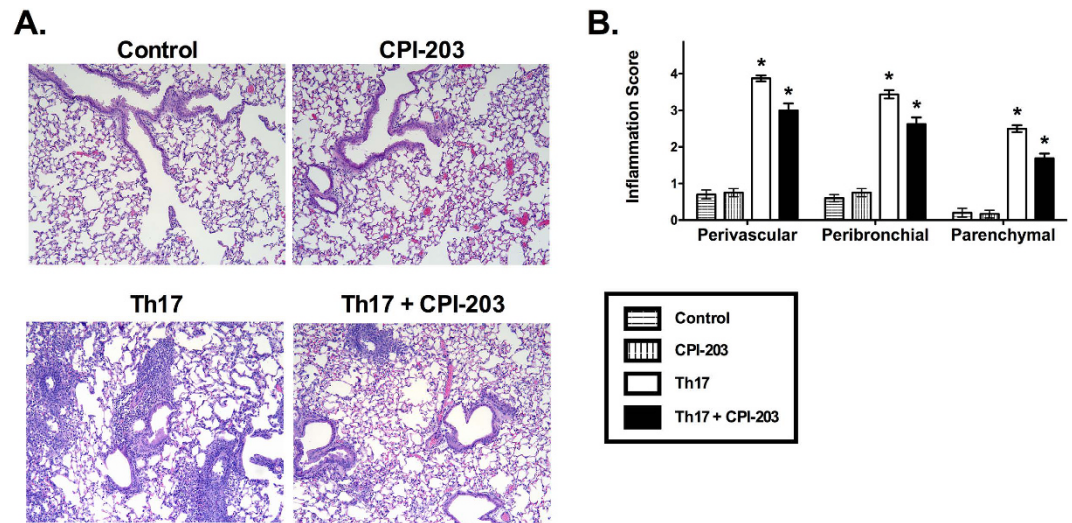 A.
Control
CPI-203
Th17
Th17 + CPI-203
B.
Inflammation Score
4
3
2
1
0
* * * * * *
Perivascular Peribronchial Parenchymal
Control
CPI-203
Th17
Th17 + CPI-203